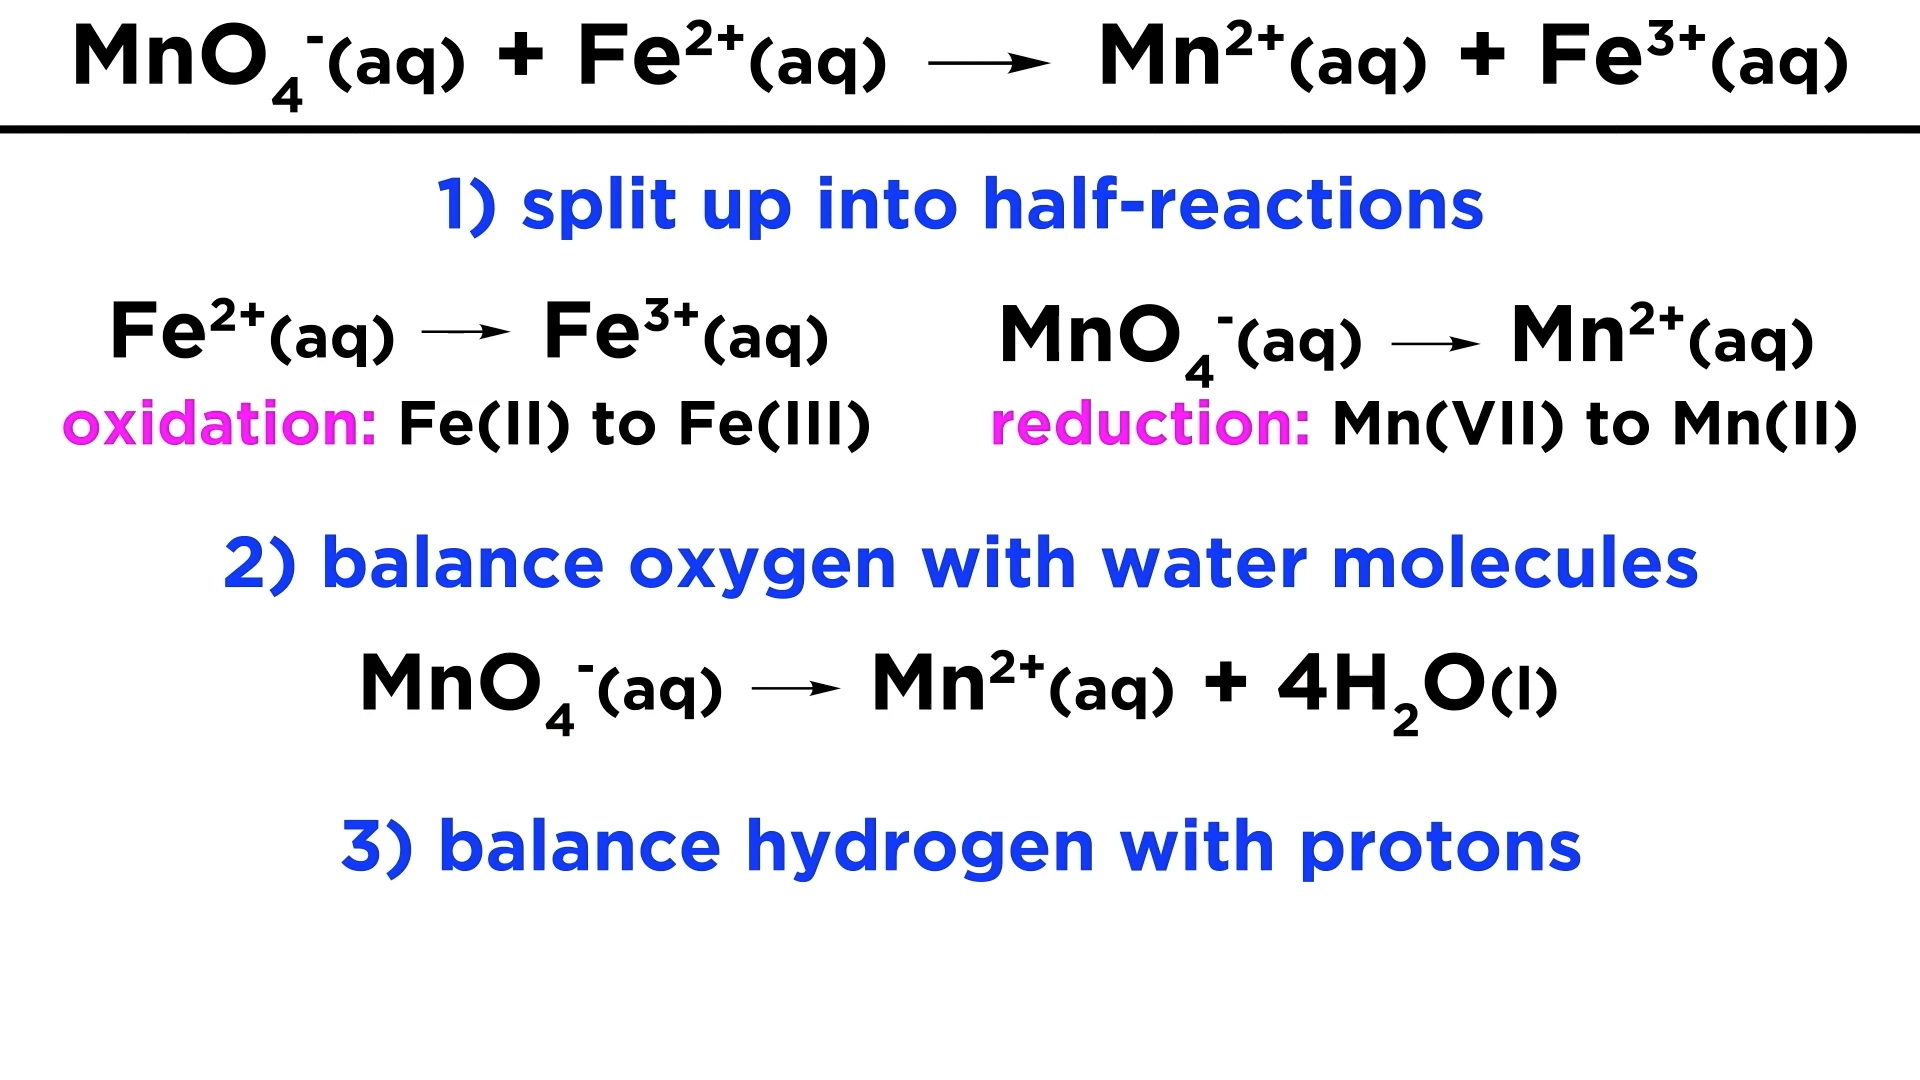 MnO₄⁻(aq) + Fe²⁺(aq) ⟶ Mn²⁺(aq) + Fe³⁺(aq)
1) split up into half-reactions
Fe²⁺(aq) ⟶ Fe³⁺(aq) MnO₄⁻(aq) ⟶ Mn²⁺(aq)
oxidation: Fe(II) to Fe(III) reduction: Mn(VII) to Mn(II)
2) balance oxygen with water molecules
MnO₄⁻(aq) ⟶ Mn²⁺(aq) + 4H₂O(l)
3) balance hydrogen with protons